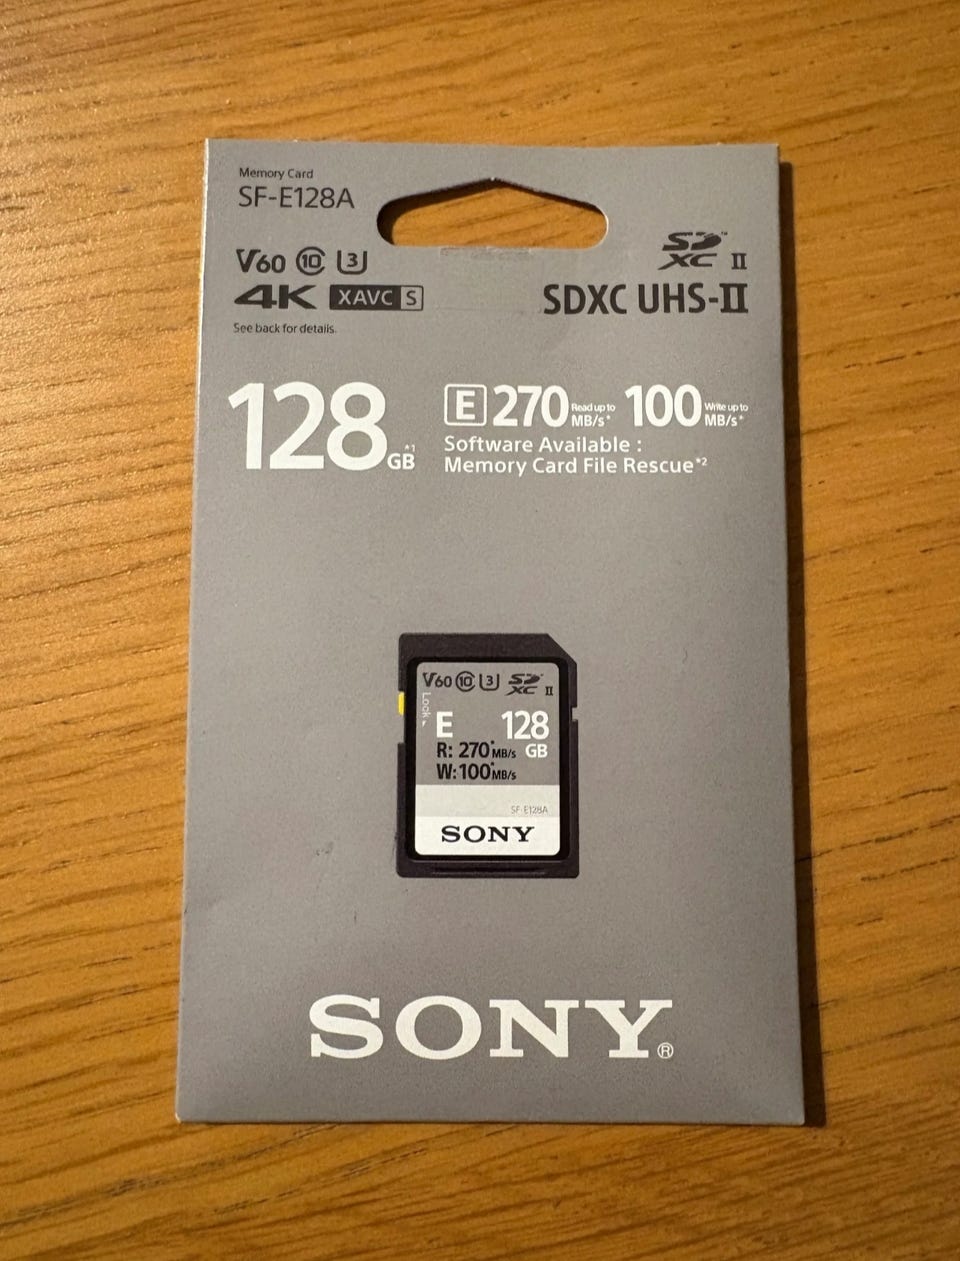 Memory Card
SF-E128A
V60 10 U3
4K XAVC S
See back for details.
SD XC II
SDXC UHS-II
128 GB*1
E 270 Read up to MB/s* 100 Write up to MB/s*
Software Available :
Memory Card File Rescue*2
V60 10 U3 SD XC II
Lock
E 128 GB
R: 270* MB/s
W: 100* MB/s
SF-E128A
SONY
SONY®